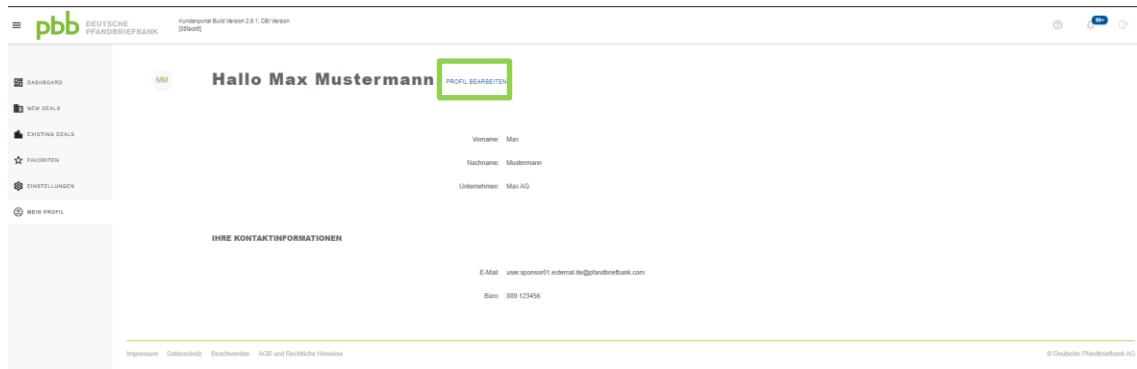 pbb DEUTSCHE
PFANDBRIEFBANK
Kundenportal Build Version 2.8.1, CBI Version
99+
DASHBOARD
NEW DEALS
EXISTING DEALS
FAVORITEN
EINSTELLUNGEN
MEIN PROFIL
MM
Hallo Max Mustermann PROFIL BEARBEITEN
Vorname: Max
Nachname: Mustermann
Unternehmen: Max AG
IHRE KONTAKTINFORMATIONEN
E-Mail: user.sponsor01.external.ite@pfandbriefbank.com
Büro: 089 123456
Impressum Datenschutz Beschwerden AGB und Rechtliche Hinweise
© Deutsche Pfandbriefbank AG